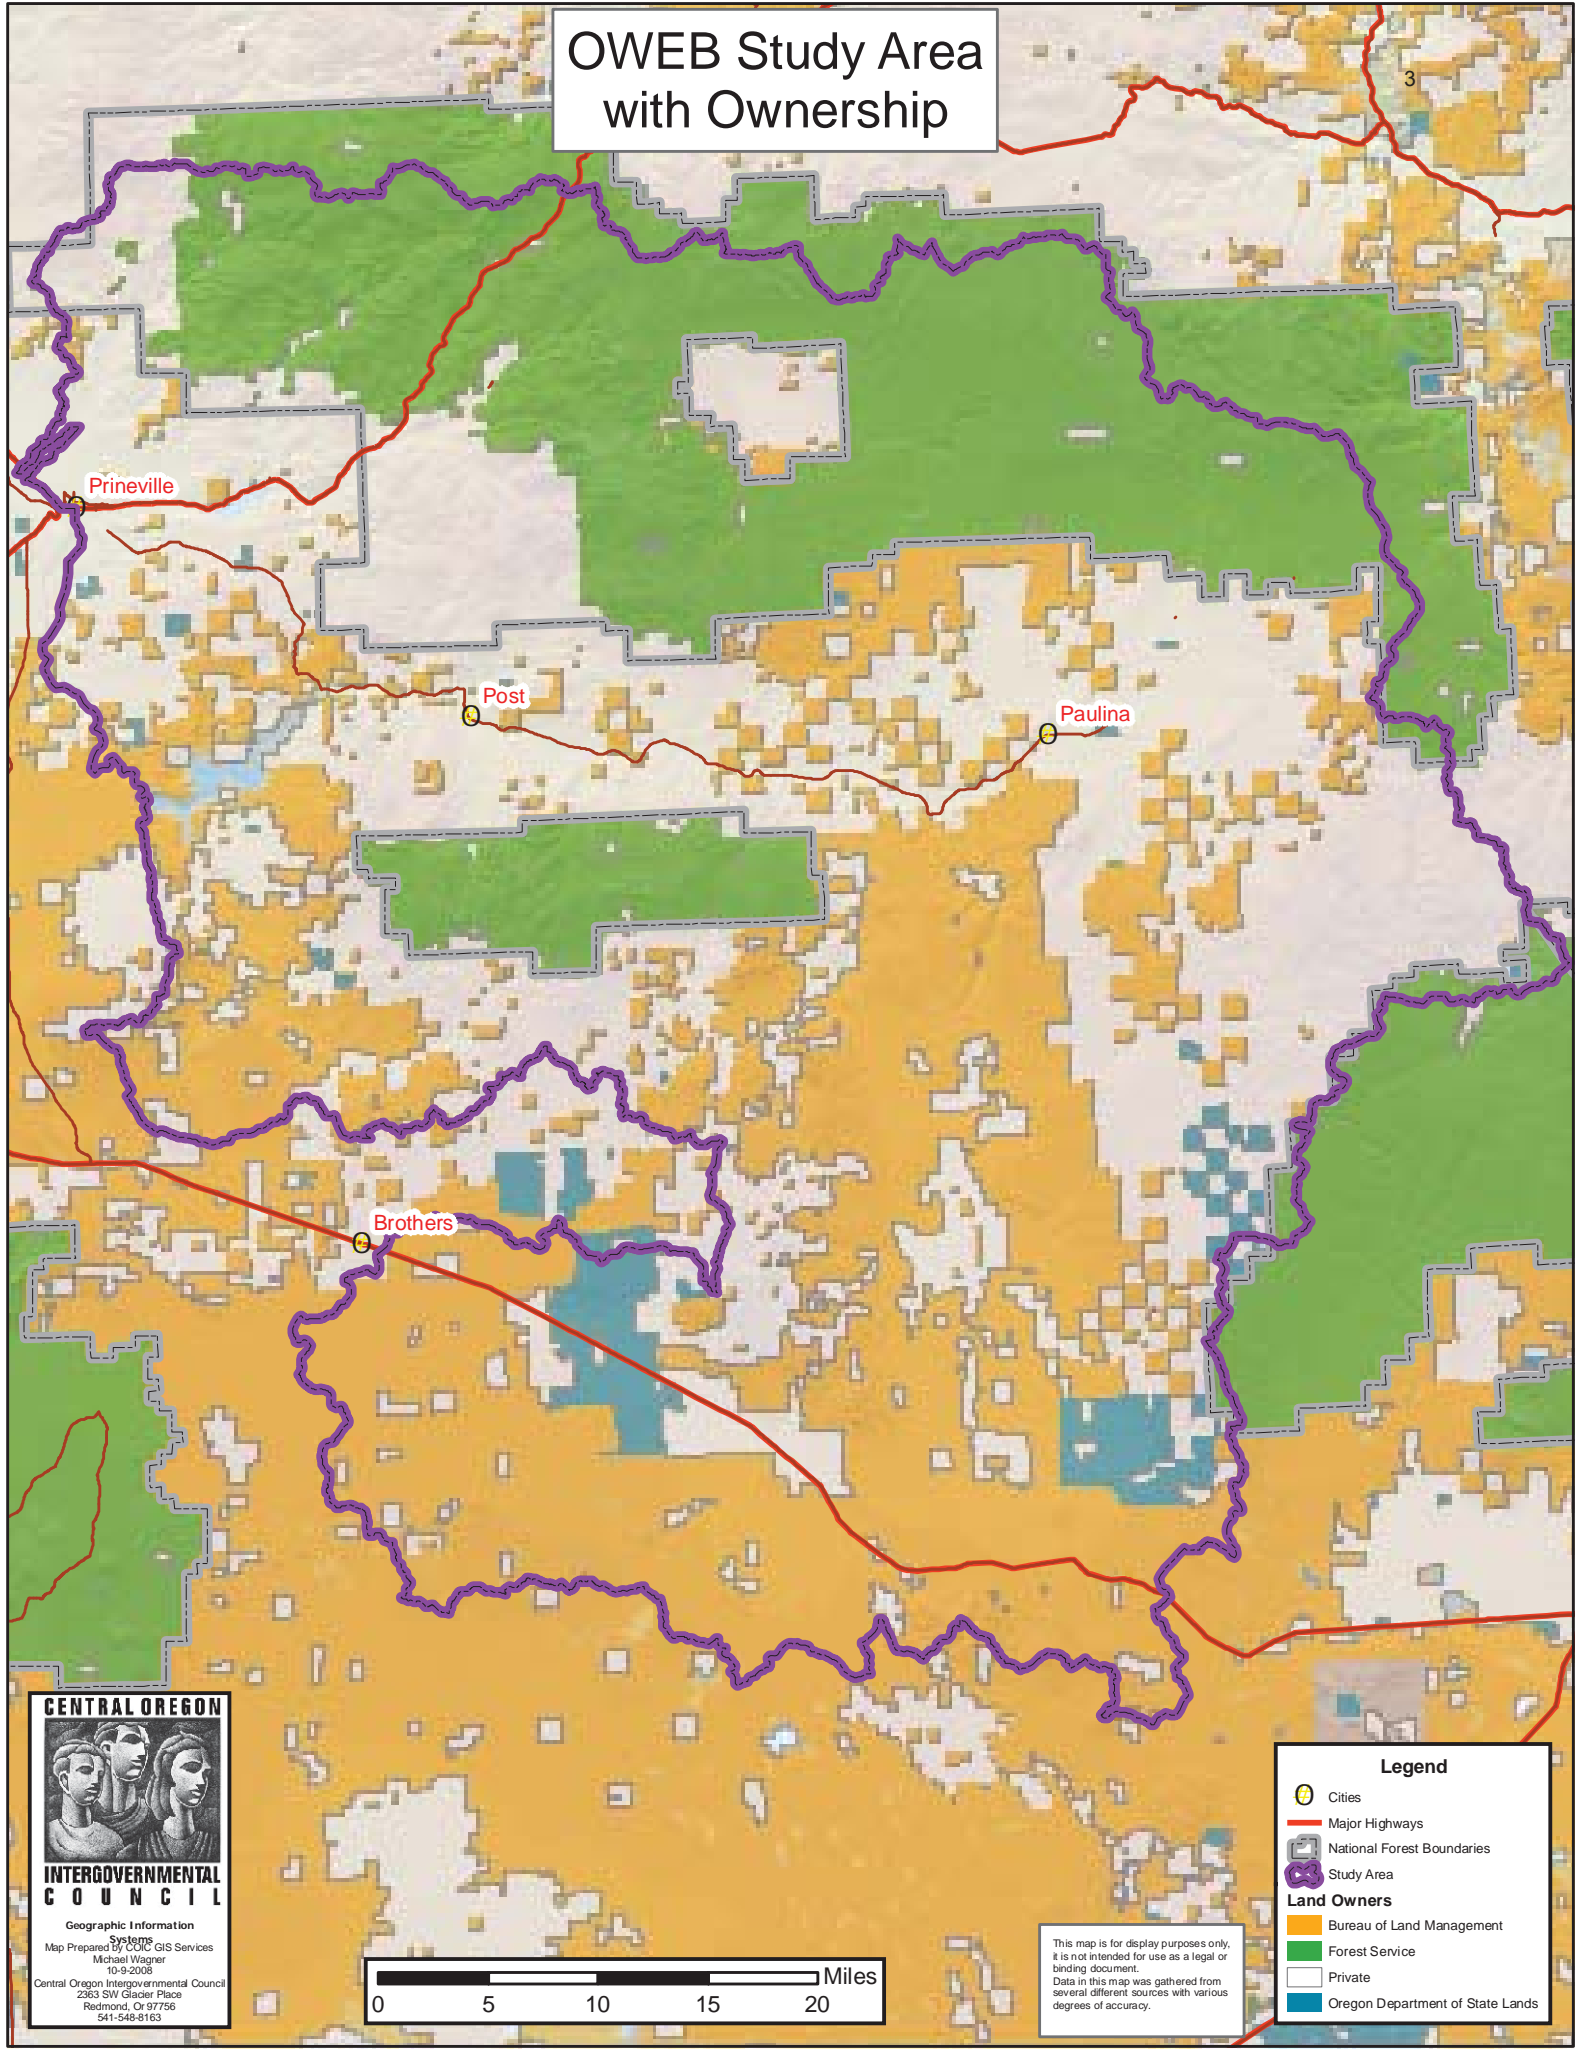 OWEB Study Area
with Ownership
3
Prineville
Post
Paulina
Brothers
CENTRAL OREGON
INTERGOVERNMENTAL
COUNCIL
Geographic Information
Systems
Map Prepared by COIC GIS Services
Michael Wagner
10-9-2008
Central Oregon Intergovernmental Council
2363 SW Glacier Place
Redmond, Or 97756
541-548-8163
Miles
0 5 10 15 20
This map is for display purposes only,
it is not intended for use as a legal or
binding document.
Data in this map was gathered from
several different sources with various
degrees of accuracy.
Legend
Cities
Major Highways
National Forest Boundaries
Study Area
Land Owners
Bureau of Land Management
Forest Service
Private
Oregon Department of State Lands